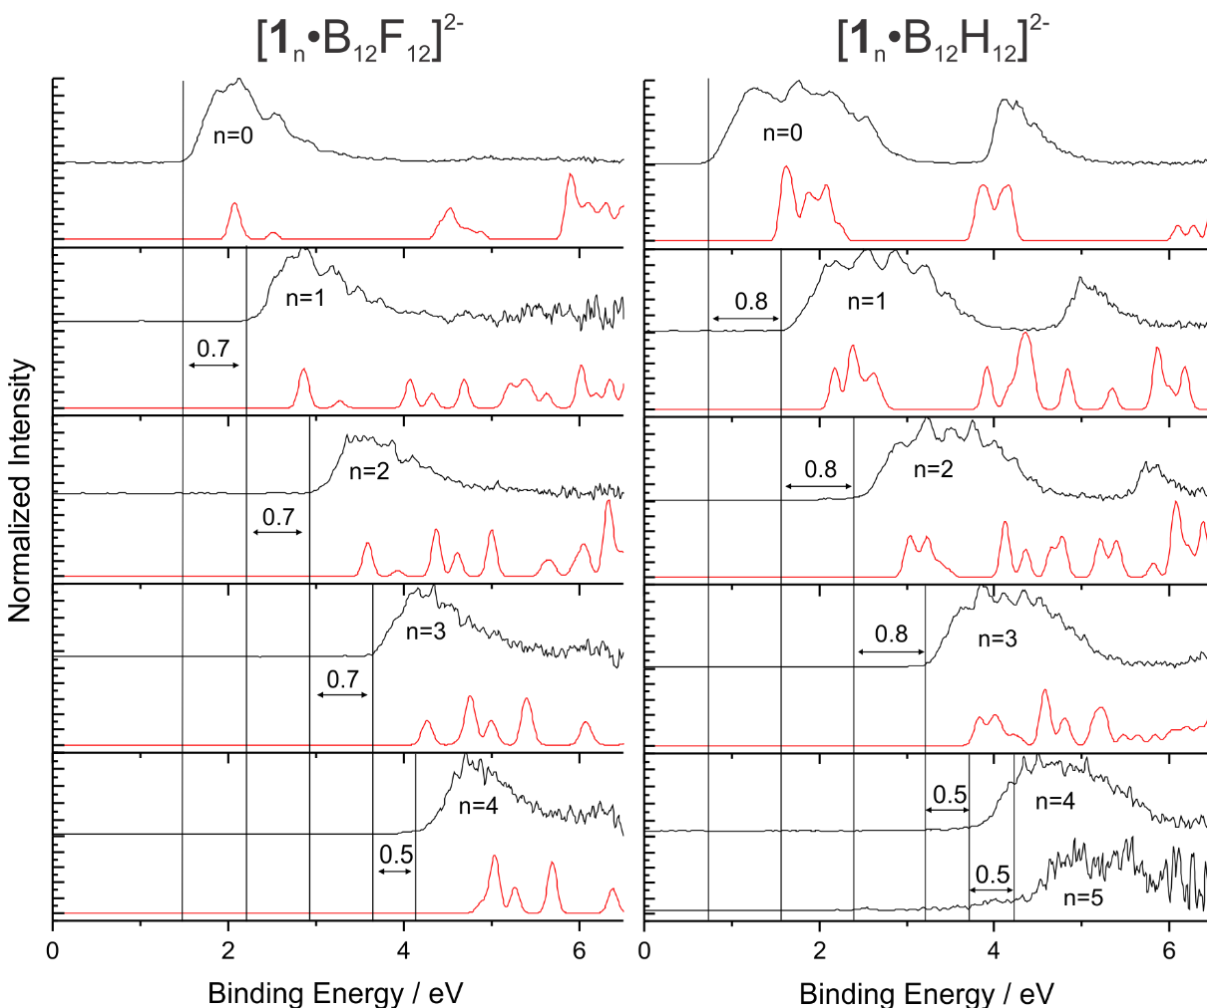 [1ₙ•B₁₂F₁₂]²⁻
[1ₙ•B₁₂H₁₂]²⁻
Normalized Intensity
n=0
n=1
0.7
n=2
0.7
n=3
0.7
n=4
0.5
0 2 4 6
Binding Energy / eV
n=0
n=1
0.8
n=2
0.8
n=3
0.8
n=4
0.5
n=5
0.5
0 2 4 6
Binding Energy / eV